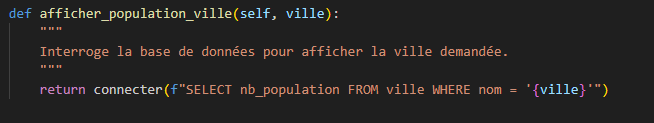 def afficher_population_ville(self, ville):
    """
    Interroge la base de données pour afficher la ville demandée.
    """
    return connecter(f"SELECT nb_population FROM ville WHERE nom = '{ville}'")